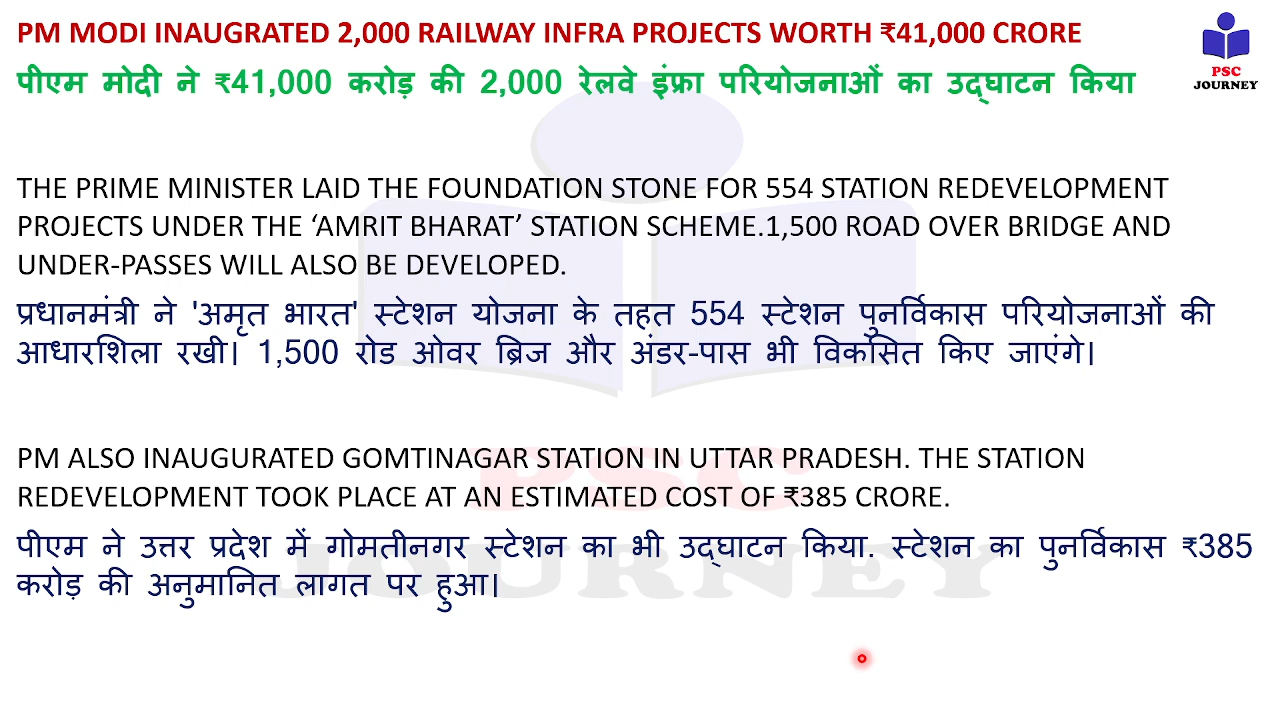 PM MODI INAUGRATED 2,000 RAILWAY INFRA PROJECTS WORTH ₹41,000 CRORE
पीएम मोदी ने ₹41,000 करोड़ की 2,000 रेलवे इंफ्रा परियोजनाओं का उद्घाटन किया
PSC
JOURNEY
THE PRIME MINISTER LAID THE FOUNDATION STONE FOR 554 STATION REDEVELOPMENT
PROJECTS UNDER THE ‘AMRIT BHARAT’ STATION SCHEME.1,500 ROAD OVER BRIDGE AND
UNDER-PASSES WILL ALSO BE DEVELOPED.
प्रधानमंत्री ने 'अमृत भारत' स्टेशन योजना के तहत 554 स्टेशन पुनर्विकास परियोजनाओं की
आधारशिला रखी। 1,500 रोड ओवर ब्रिज और अंडर-पास भी विकसित किए जाएंगे।
PM ALSO INAUGURATED GOMTINAGAR STATION IN UTTAR PRADESH. THE STATION
REDEVELOPMENT TOOK PLACE AT AN ESTIMATED COST OF ₹385 CRORE.
पीएम ने उत्तर प्रदेश में गोमतीनगर स्टेशन का भी उद्घाटन किया. स्टेशन का पुनर्विकास ₹385
करोड़ की अनुमानित लागत पर हुआ।
PSC
JOURNEY